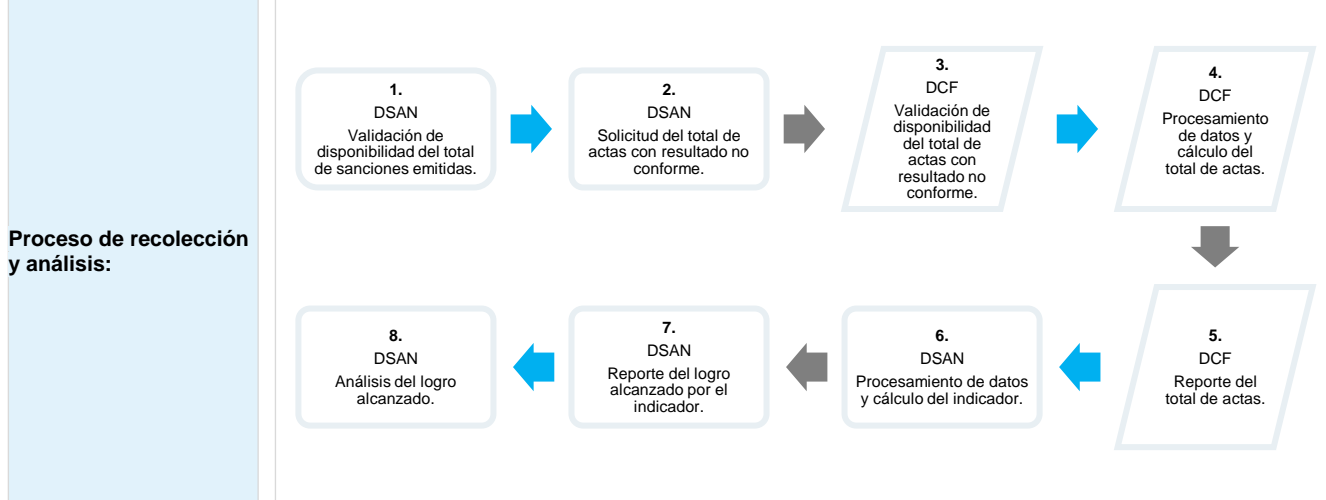 Proceso de recolección
y análisis:
1.
DSAN
Validación de
disponibilidad del total
de sanciones emitidas.
2.
DSAN
Solicitud del total de
actas con resultado no
conforme.
3.
DCF
Validación de
disponibilidad
del total de
actas con
resultado no
conforme.
4.
DCF
Procesamiento
de datos y
cálculo del
total de actas.
5.
DCF
Reporte del
total de actas.
6.
DSAN
Procesamiento de datos
y cálculo del indicador.
7.
DSAN
Reporte del logro
alcanzado por el
indicador.
8.
DSAN
Análisis del logro
alcanzado.